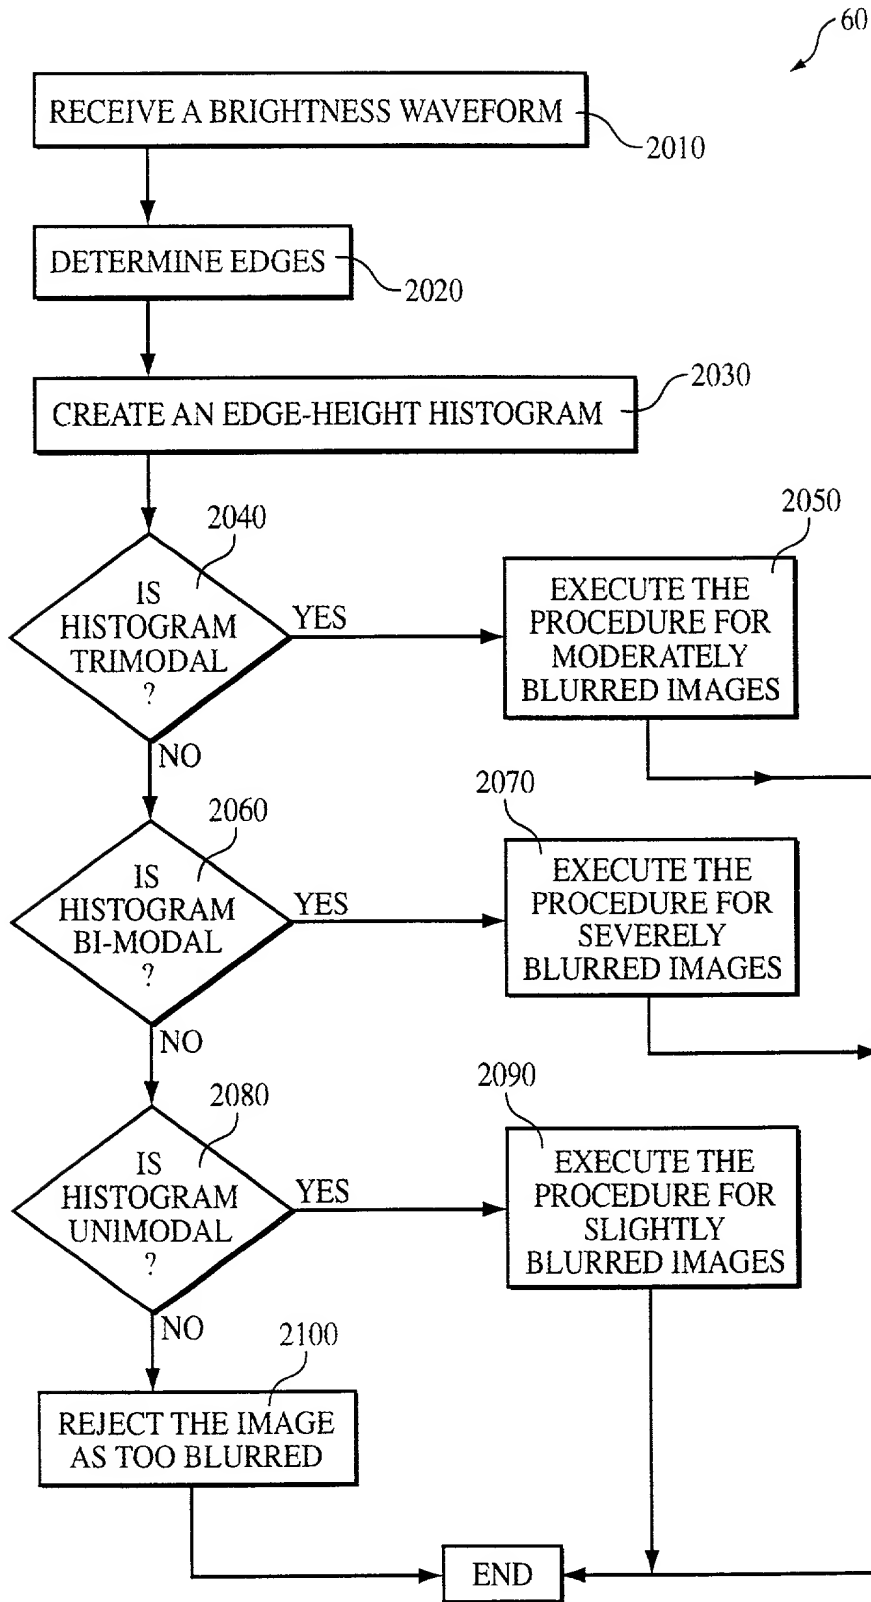 60
RECEIVE A BRIGHTNESS WAVEFORM
2010
DETERMINE EDGES
2020
CREATE AN EDGE-HEIGHT HISTOGRAM
2030
2040
IS
HISTOGRAM
TRIMODAL
?
YES
NO
2050
EXECUTE THE
PROCEDURE FOR
MODERATELY
BLURRED IMAGES
2060
IS
HISTOGRAM
BI-MODAL
?
YES
NO
2070
EXECUTE THE
PROCEDURE FOR
SEVERELY
BLURRED IMAGES
2080
IS
HISTOGRAM
UNIMODAL
?
YES
NO
2090
EXECUTE THE
PROCEDURE FOR
SLIGHTLY
BLURRED IMAGES
2100
REJECT THE IMAGE
AS TOO BLURRED
END